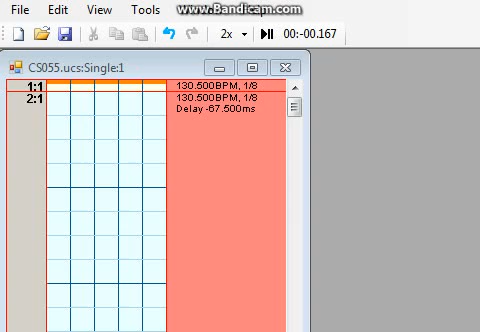 www.Bandicam.com
File Edit View Tools
2x 00:-00.167
CS055.ucs:Single:1
1:1 130.500BPM, 1/8
2:1 130.500BPM, 1/8
Delay -67.500ms